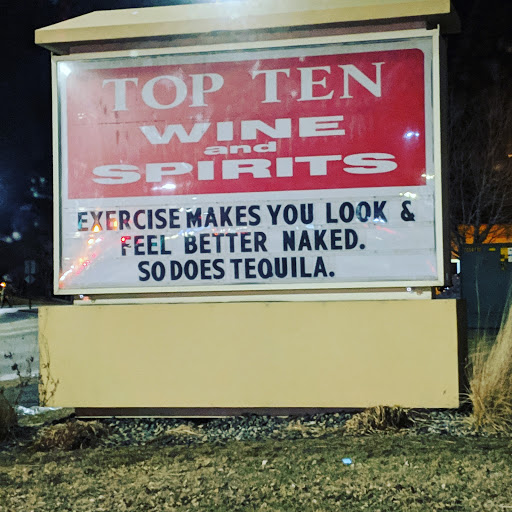 TOP TEN
WINE
and
SPIRITS
EXERCISE MAKES YOU LOOK &
FEEL BETTER NAKED.
SO DOES TEQUILA.